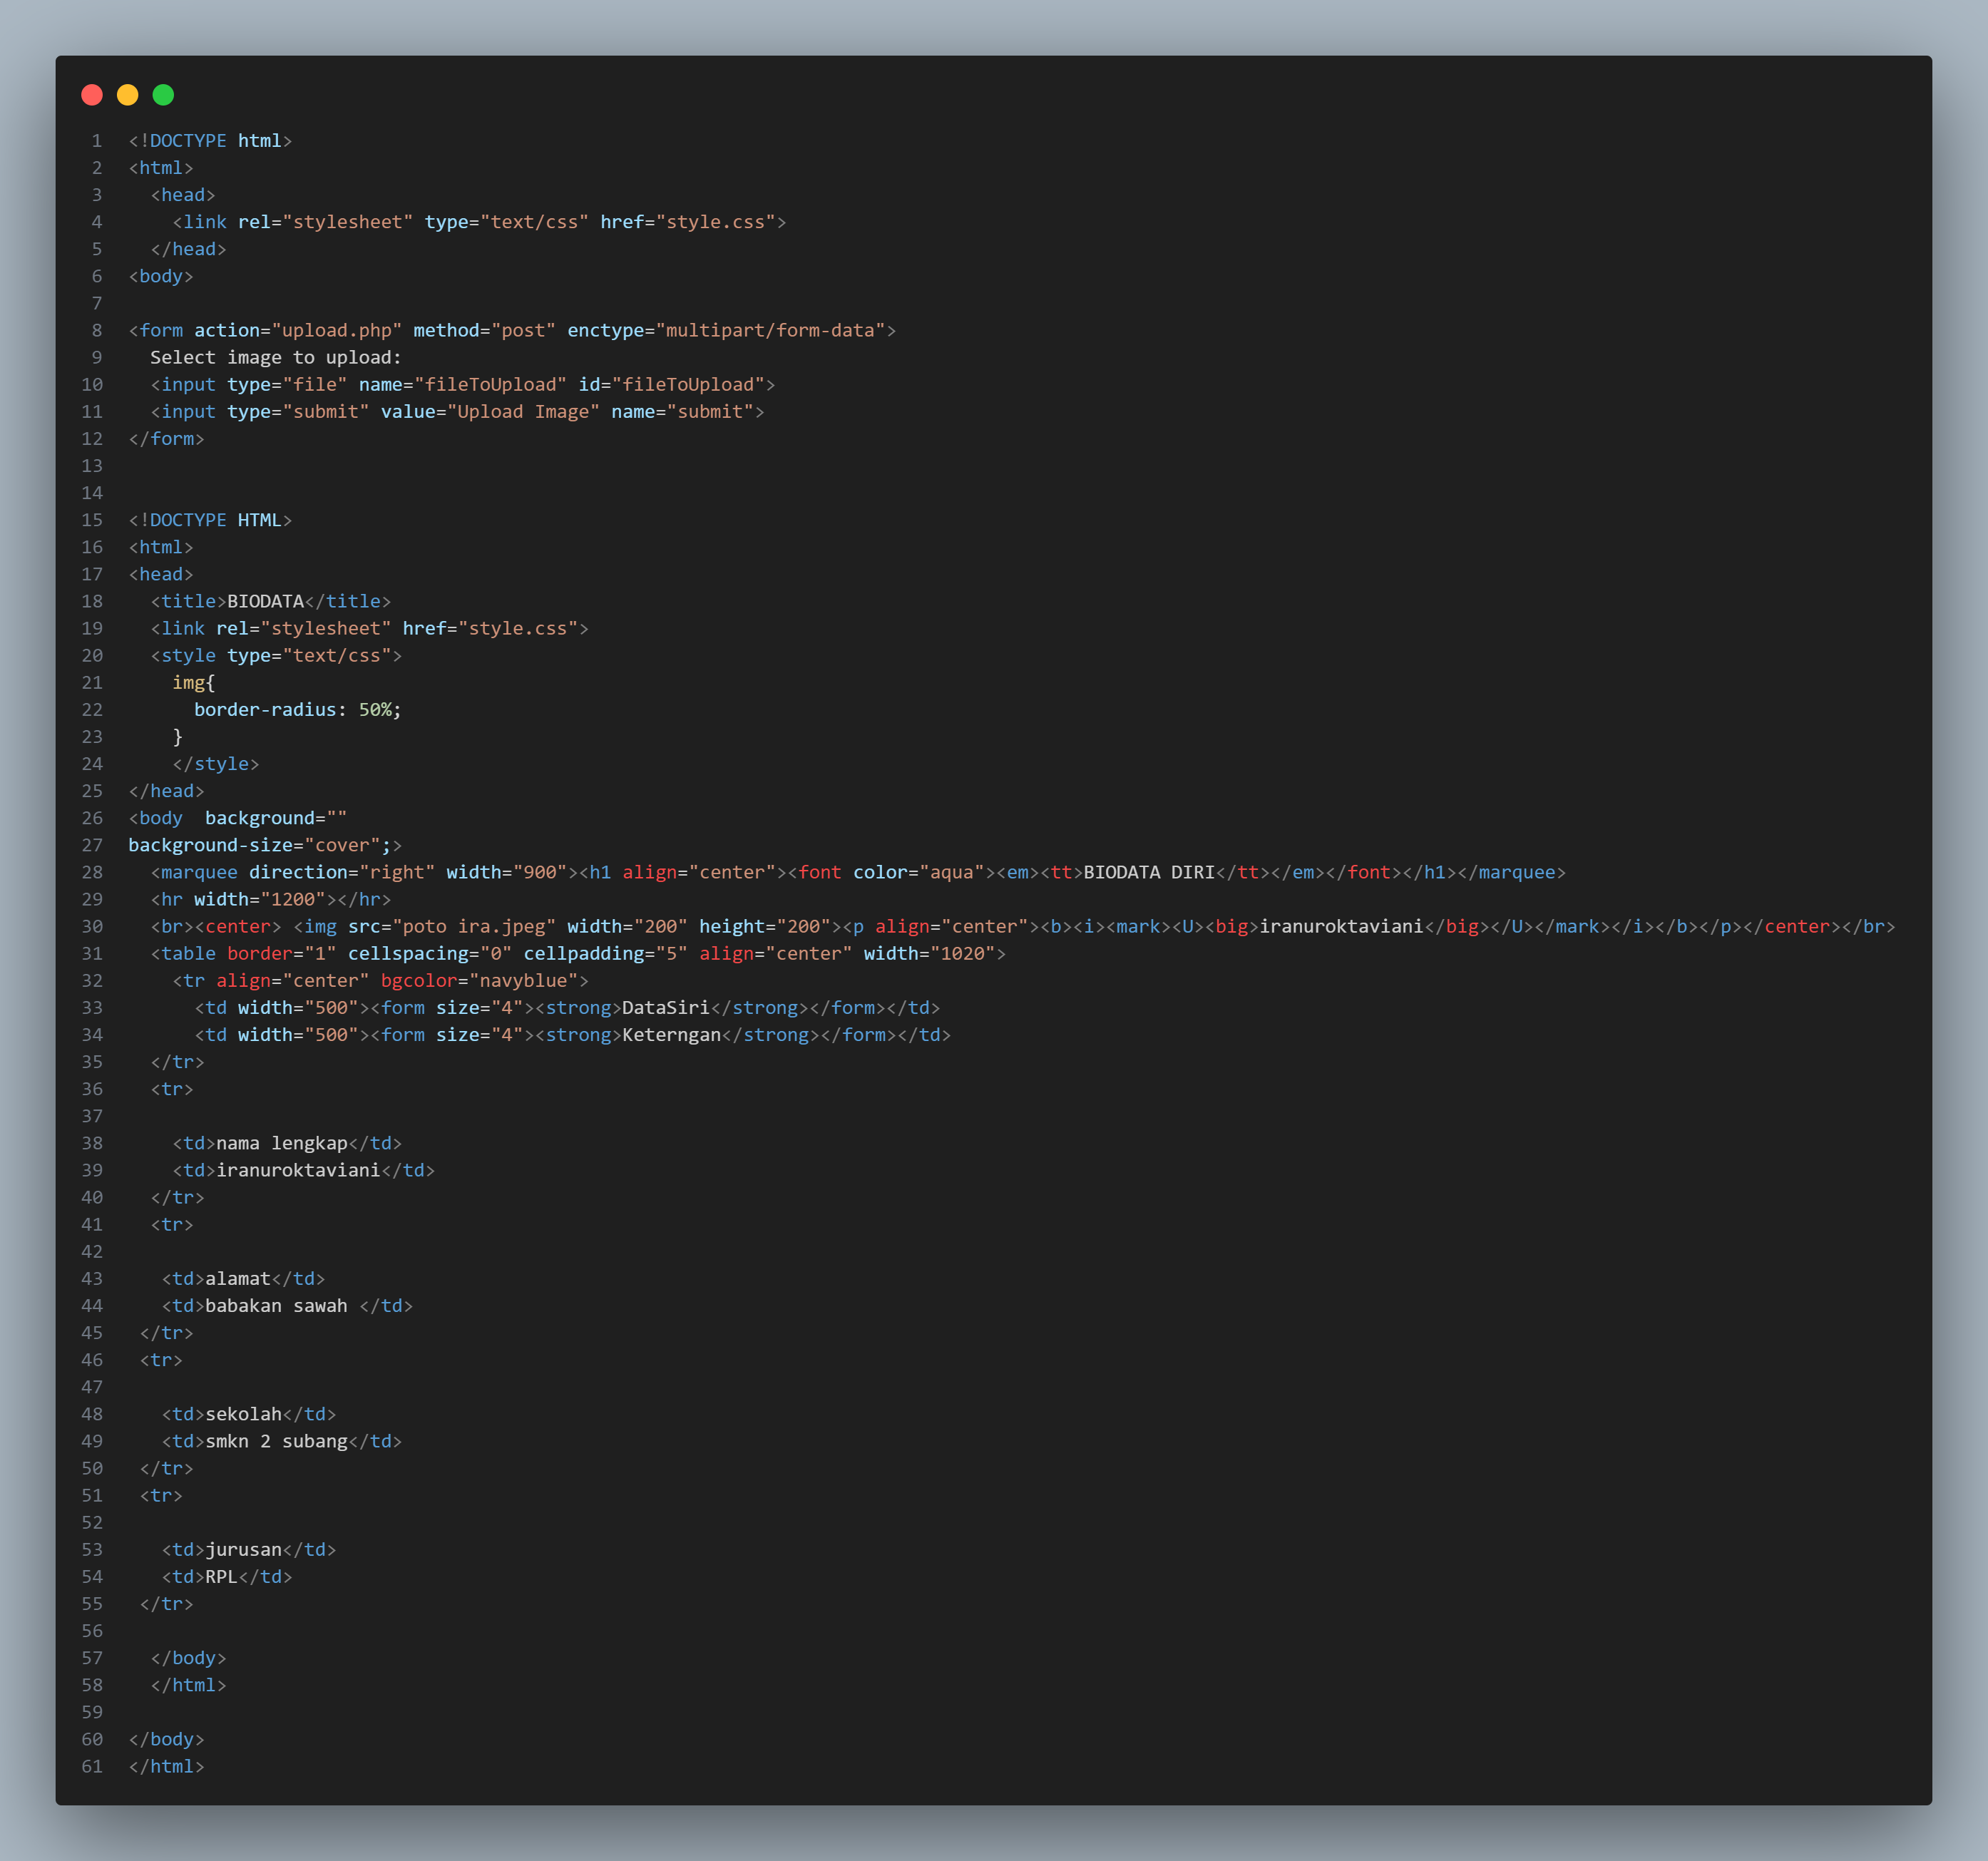 1 <!DOCTYPE html>
2 <html>
3   <head>
4     <link rel="stylesheet" type="text/css" href="style.css">
5   </head>
6 <body>
7
8 <form action="upload.php" method="post" enctype="multipart/form-data">
9   Select image to upload:
10   <input type="file" name="fileToUpload" id="fileToUpload">
11   <input type="submit" value="Upload Image" name="submit">
12 </form>
13
14
15 <!DOCTYPE HTML>
16 <html>
17 <head>
18   <title>BIODATA</title>
19   <link rel="stylesheet" href="style.css">
20   <style type="text/css">
21     img{
22       border-radius: 50%;
23     }
24     </style>
25 </head>
26 <body  background=""
27 background-size="cover";>
28   <marquee direction="right" width="900"><h1 align="center"><font color="aqua"><em><tt>BIODATA DIRI</tt></em></font></h1></marquee>
29   <hr width="1200"></hr>
30   <br><center> <img src="poto ira.jpeg" width="200" height="200"><p align="center"><b><i><mark><U><big>iranuroktaviani</big></U></mark></i></b></p></center></br>
31   <table border="1" cellspacing="0" cellpadding="5" align="center" width="1020">
32     <tr align="center" bgcolor="navyblue">
33       <td width="500"><form size="4"><strong>DataSiri</strong></form></td>
34       <td width="500"><form size="4"><strong>Keterngan</strong></form></td>
35   </tr>
36   <tr>
37
38     <td>nama lengkap</td>
39     <td>iranuroktaviani</td>
40   </tr>
41   <tr>
42
43    <td>alamat</td>
44    <td>babakan sawah </td>
45  </tr>
46  <tr>
47
48    <td>sekolah</td>
49    <td>smkn 2 subang</td>
50  </tr>
51  <tr>
52
53    <td>jurusan</td>
54    <td>RPL</td>
55  </tr>
56
57   </body>
58   </html>
59
60 </body>
61 </html>